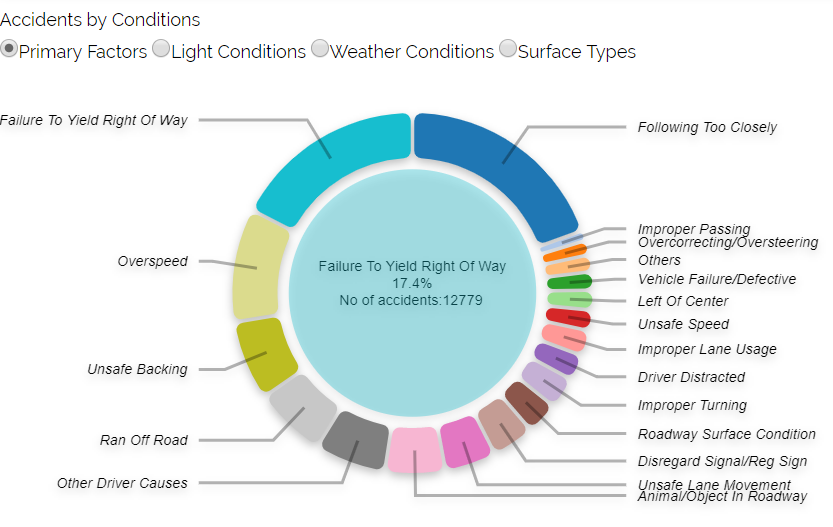 Accidents by Conditions
Primary Factors Light Conditions Weather Conditions Surface Types
Failure To Yield Right Of Way
Overspeed
Unsafe Backing
Ran Off Road
Other Driver Causes
Failure To Yield Right Of Way
17.4%
No of accidents:12779
Following Too Closely
Improper Passing
Overcorrecting/Oversteering
Others
Vehicle Failure/Defective
Left Of Center
Unsafe Speed
Improper Lane Usage
Driver Distracted
Improper Turning
Roadway Surface Condition
Disregard Signal/Reg Sign
Unsafe Lane Movement
Animal/Object In Roadway